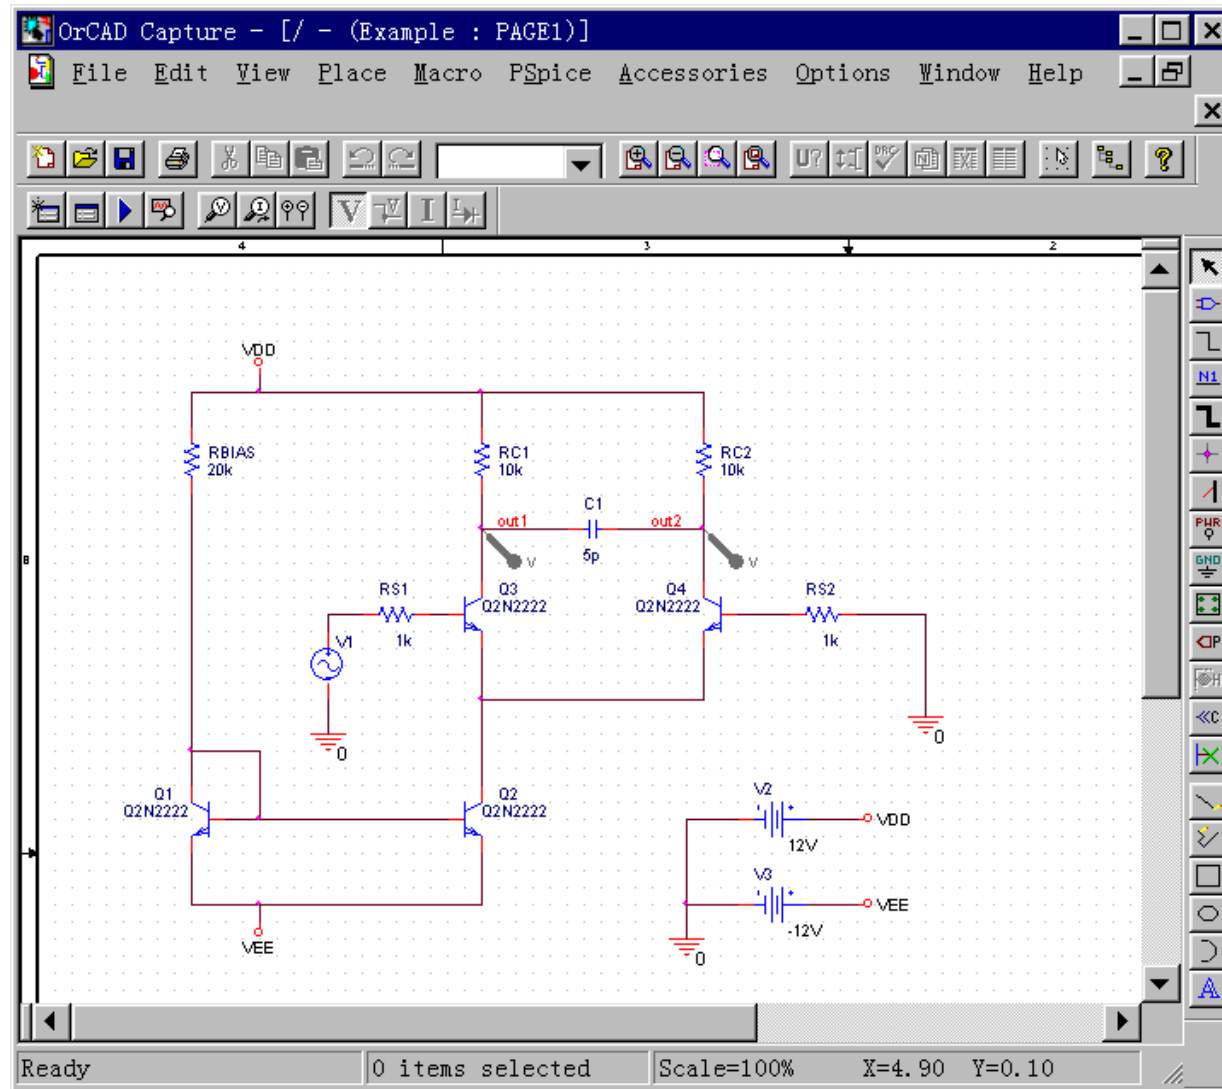 OrCAD Capture - [/ - (Example : PAGE1)]
File Edit View Place Macro PSpice Accessories Options Window Help
U? DRC
V I
4 3 2
VDD
RBIAS
20k
RC1
10k
RC2
10k
C1
out1 out2
5p
V V
B
RS1
1k
Q3
Q2N2222
Q4
Q2N2222
RS2
1k
V1
0
0
Q1
Q2N2222
Q2
Q2N2222
V2
VDD
12V
V3
VEE
-12V
VEE
0
N1
PWR
GND
P
H
C
A
Ready 0 items selected Scale=100% X=4.90 Y=0.10